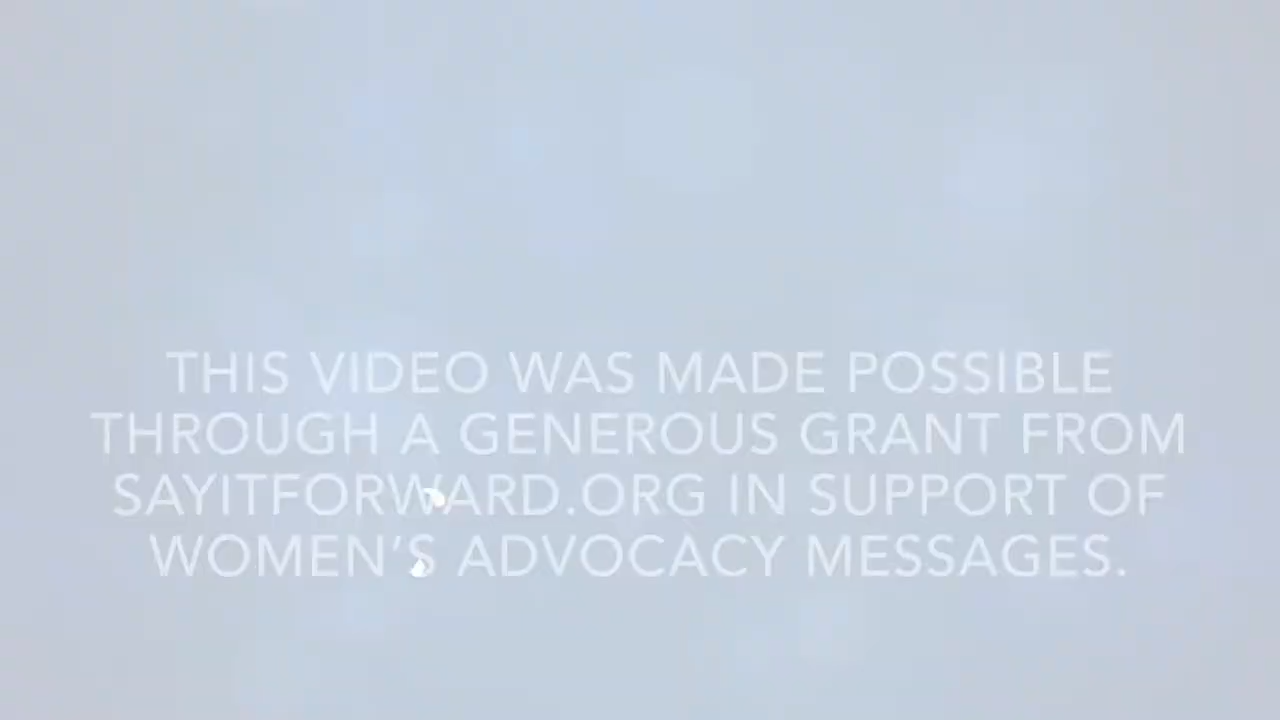 THIS VIDEO WAS MADE POSSIBLE
THROUGH A GENEROUS GRANT FROM
SAYITFORWARD.ORG IN SUPPORT OF
WOMEN'S ADVOCACY MESSAGES.